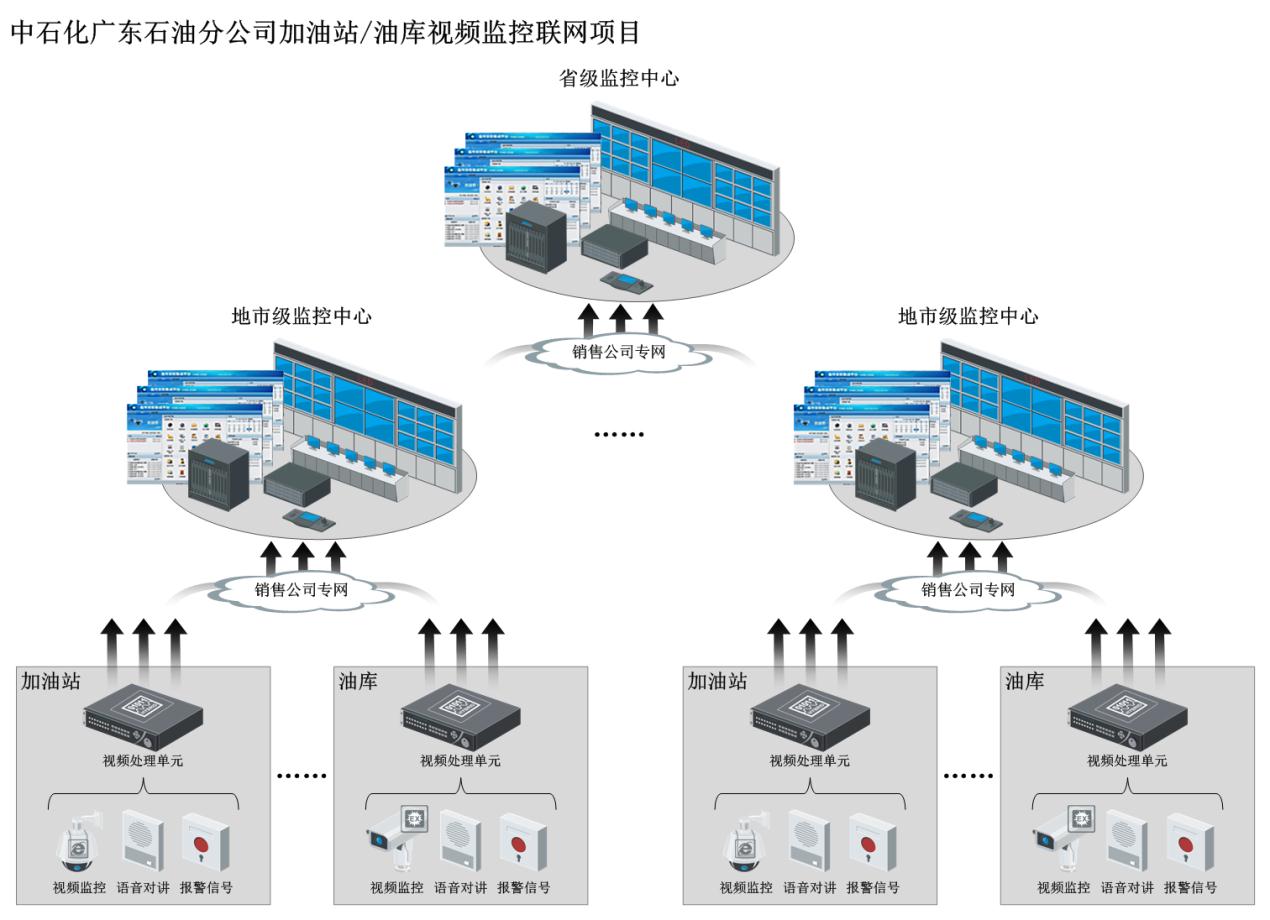 中石化广东石油分公司加油站/油库视频监控联网项目
省级监控中心
销售公司专网
地市级监控中心
地市级监控中心
······
销售公司专网
销售公司专网
加油站
视频处理单元
视频监控 语音对讲 报警信号
······
油库
视频处理单元
EX
视频监控 语音对讲 报警信号
加油站
视频处理单元
视频监控 语音对讲 报警信号
······
油库
视频处理单元
EX
视频监控 语音对讲 报警信号